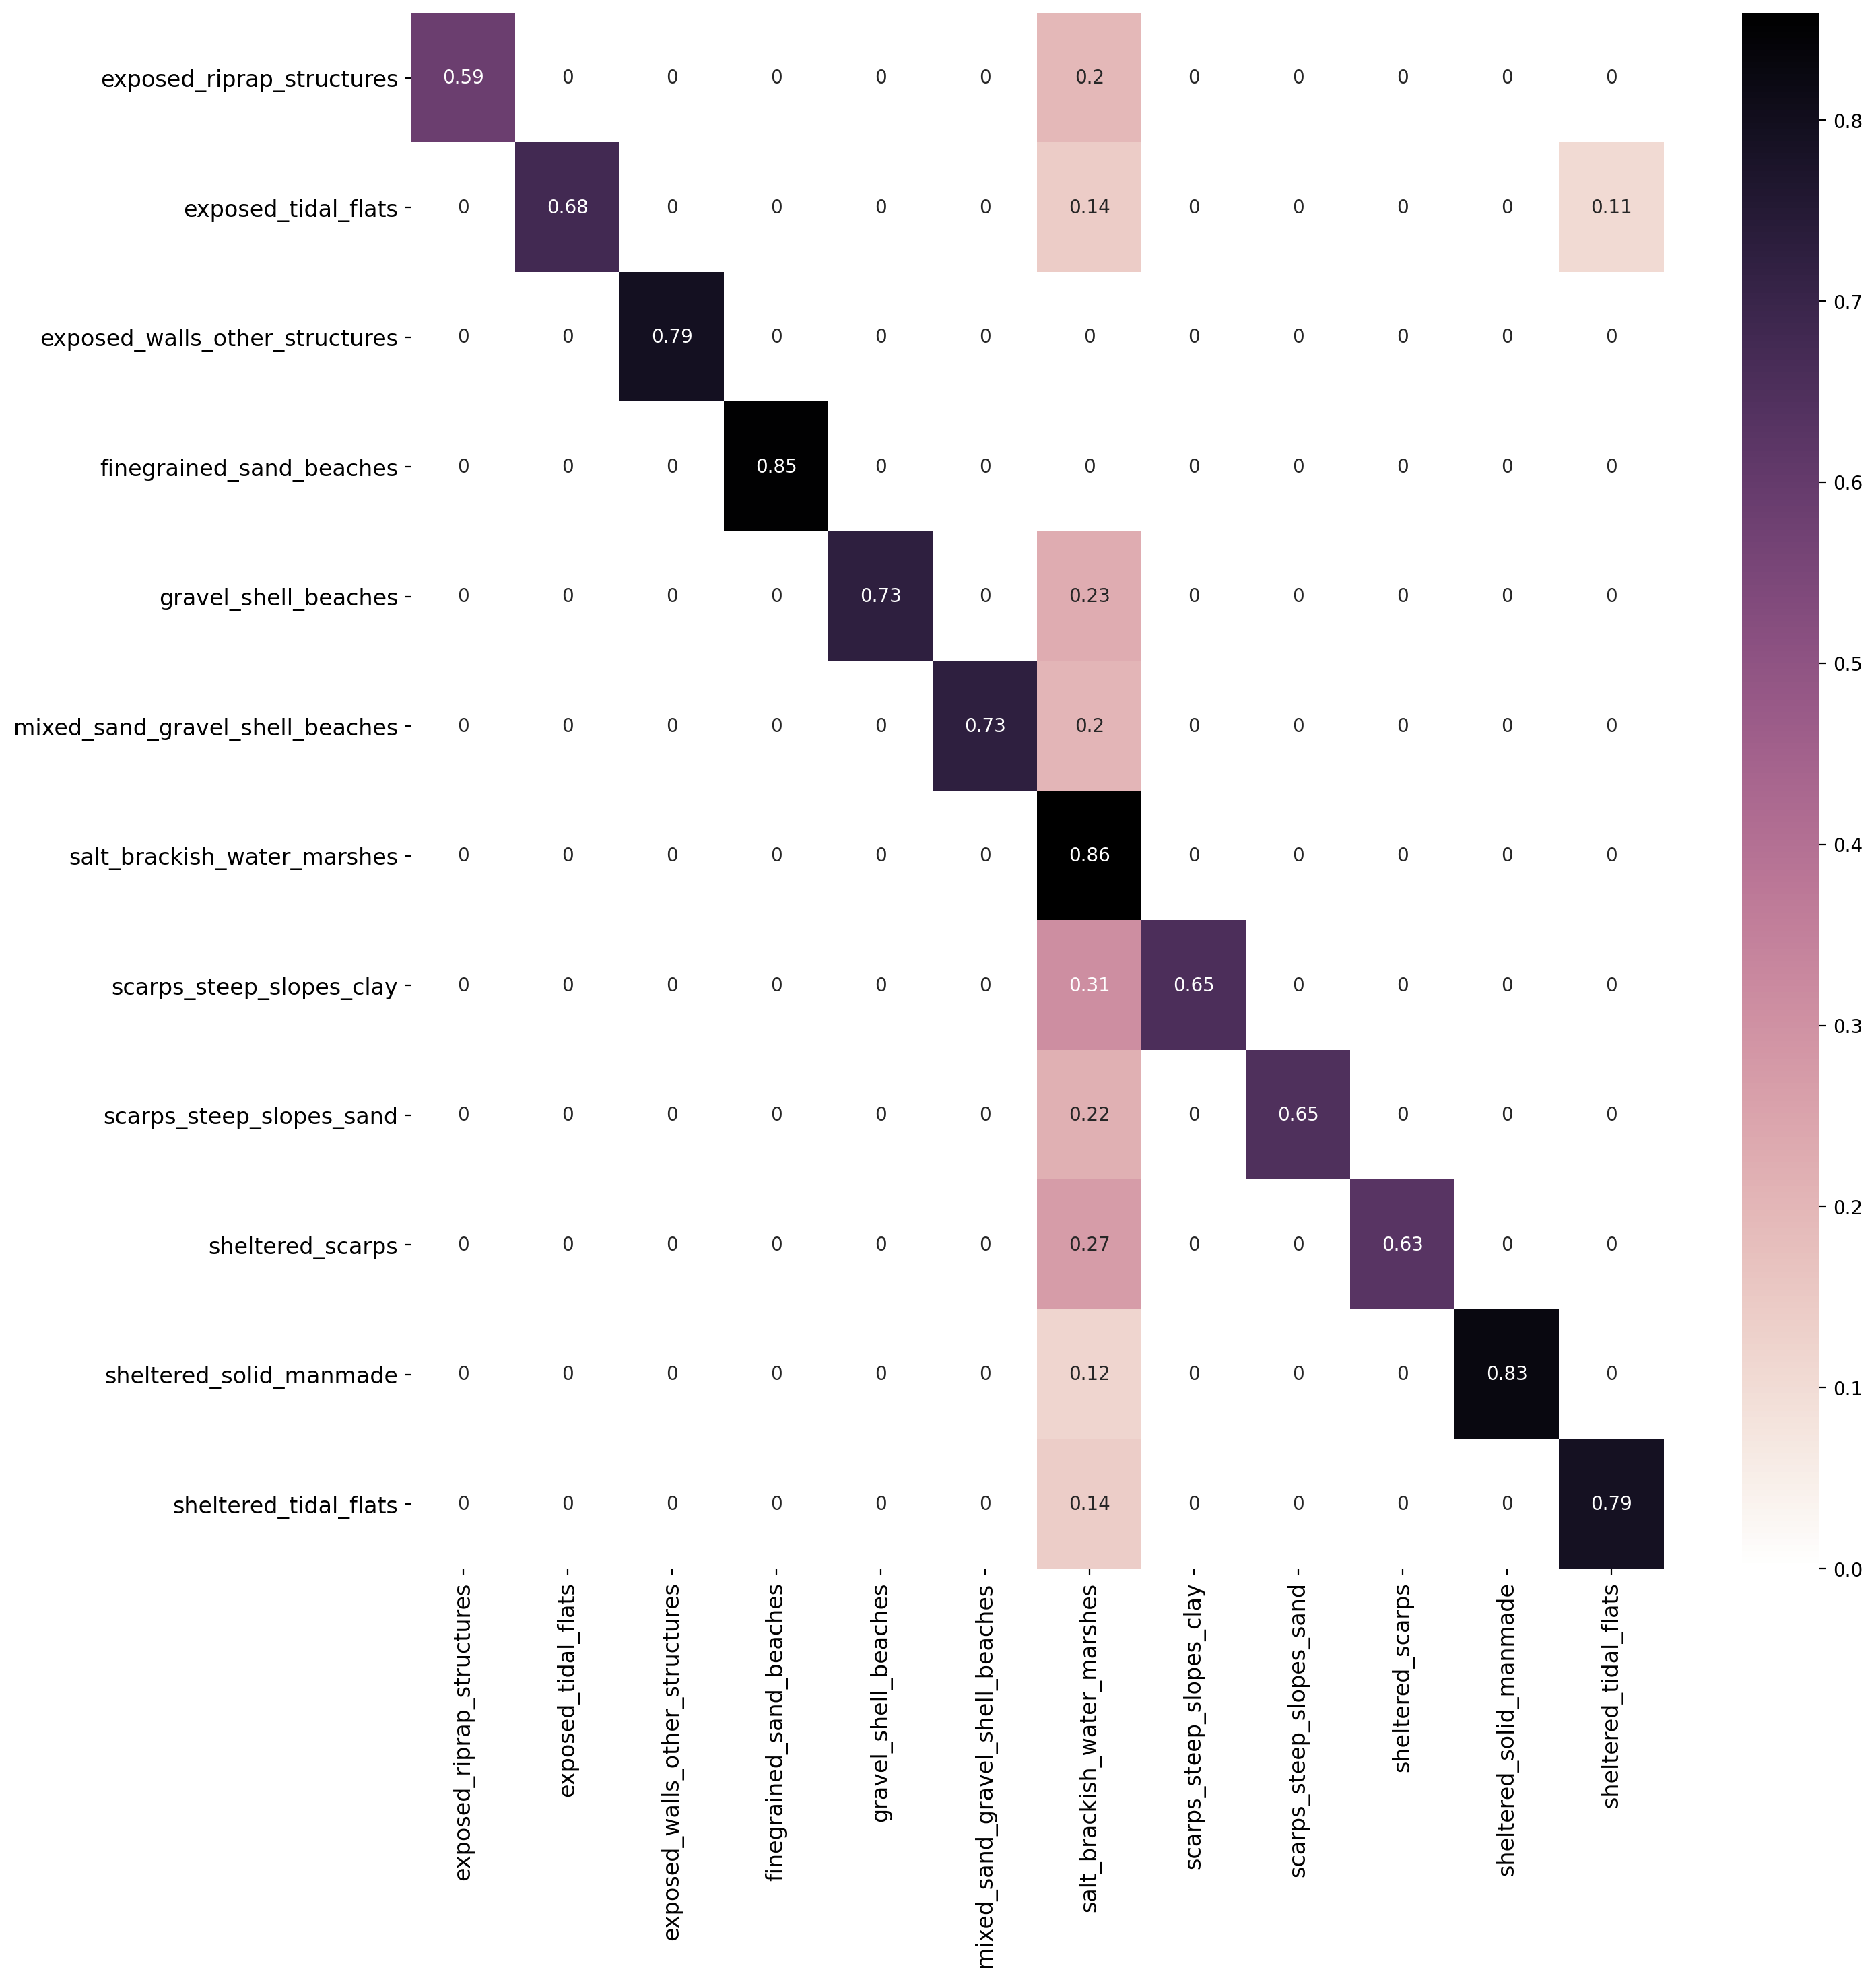 exposed_riprap_structures 0.59 0 0 0 0 0 0.2 0 0 0 0 0
exposed_tidal_flats 0 0.68 0 0 0 0 0.14 0 0 0 0 0.11
exposed_walls_other_structures 0 0 0.79 0 0 0 0 0 0 0 0 0
finegrained_sand_beaches 0 0 0 0.85 0 0 0 0 0 0 0 0
gravel_shell_beaches 0 0 0 0 0.73 0 0.23 0 0 0 0 0
mixed_sand_gravel_shell_beaches 0 0 0 0 0 0.73 0.2 0 0 0 0 0
salt_brackish_water_marshes 0 0 0 0 0 0 0.86 0 0 0 0 0
scarps_steep_slopes_clay 0 0 0 0 0 0 0.31 0.65 0 0 0 0
scarps_steep_slopes_sand 0 0 0 0 0 0 0.22 0 0.65 0 0 0
sheltered_scarps 0 0 0 0 0 0 0.27 0 0 0.63 0 0
sheltered_solid_manmade 0 0 0 0 0 0 0.12 0 0 0 0.83 0
sheltered_tidal_flats 0 0 0 0 0 0 0.14 0 0 0 0 0.79
exposed_riprap_structures
exposed_tidal_flats
exposed_walls_other_structures
finegrained_sand_beaches
gravel_shell_beaches
mixed_sand_gravel_shell_beaches
salt_brackish_water_marshes
scarps_steep_slopes_clay
scarps_steep_slopes_sand
sheltered_scarps
sheltered_solid_manmade
sheltered_tidal_flats
0.8
0.7
0.6
0.5
0.4
0.3
0.2
0.1
0.0